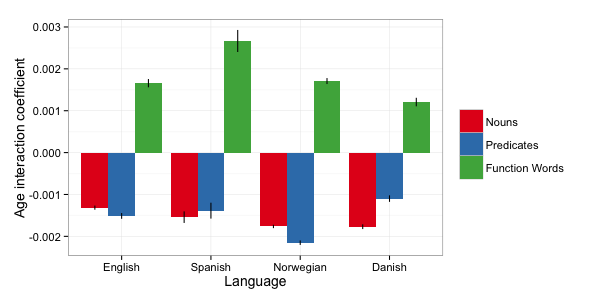 0.003
0.002
0.001
0.000
-0.001
-0.002
Age interaction coefficient
English Spanish Norwegian Danish
Language
Nouns
Predicates
Function Words